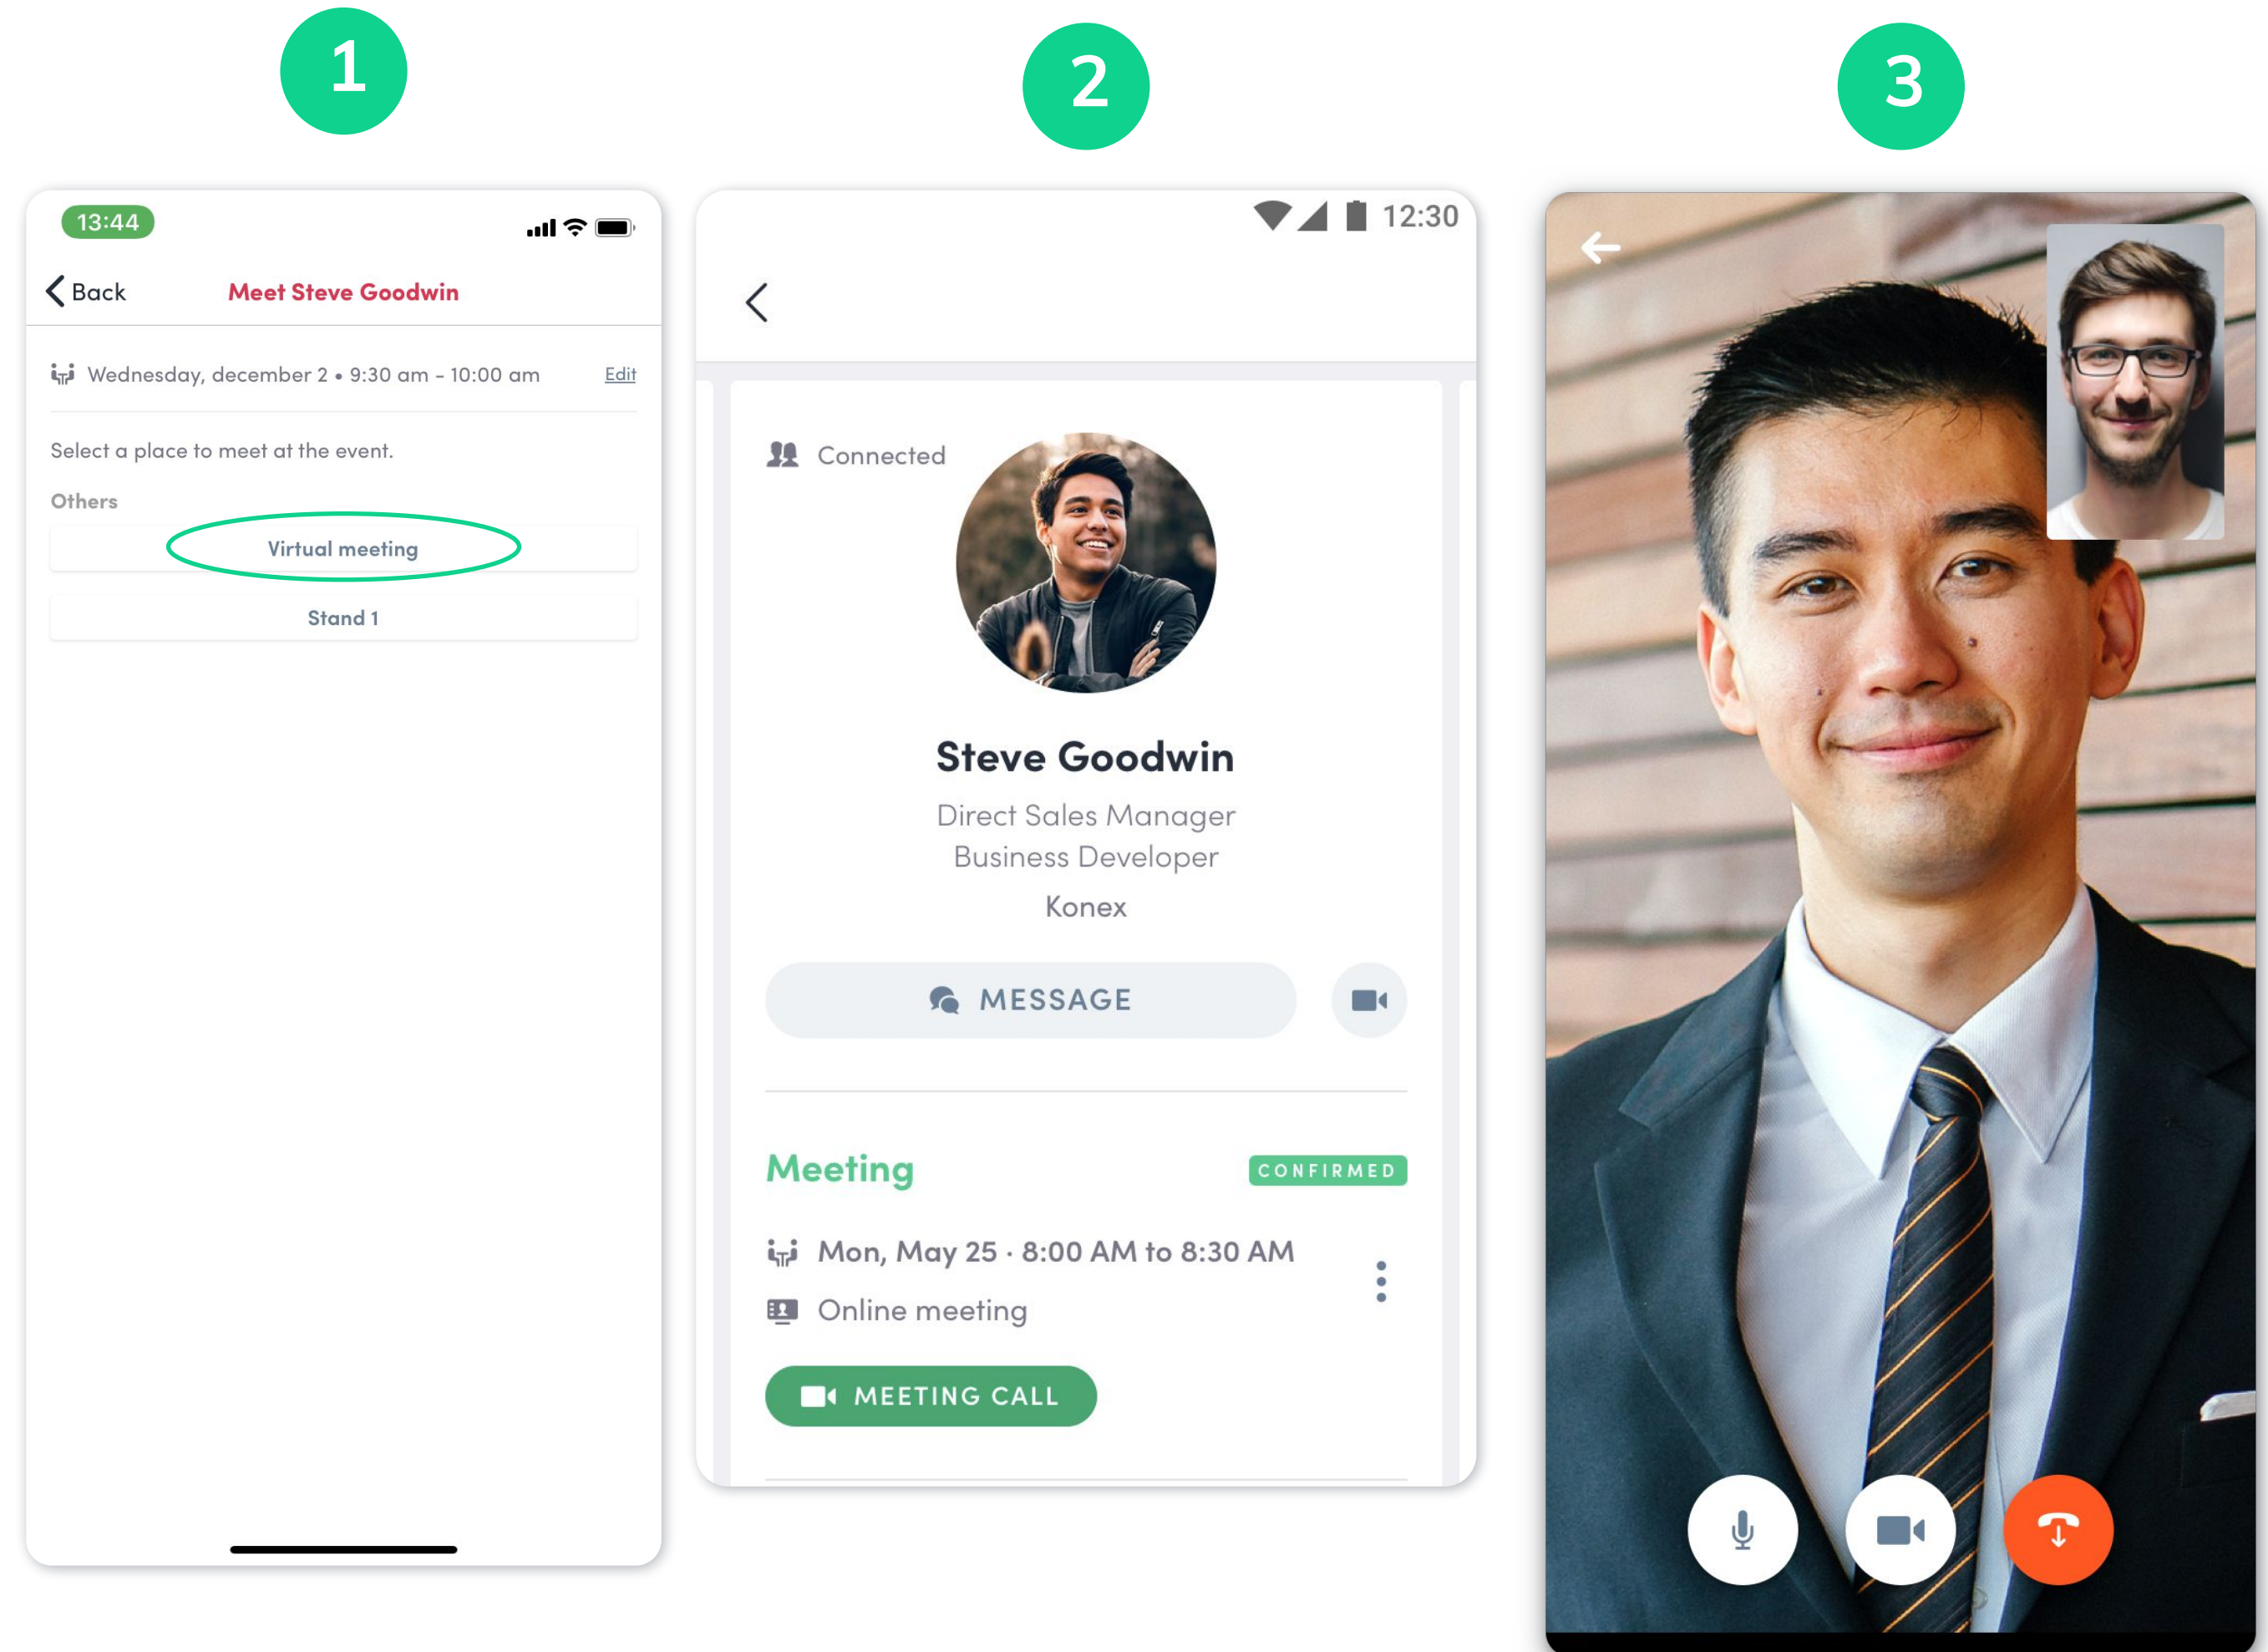 1
2
3
13:44
Back
Meet Steve Goodwin
Wednesday, december 2 • 9:30 am - 10:00 am
Edit
Select a place to meet at the event.
Others
Virtual meeting
Stand 1
12:30
Connected
Steve Goodwin
Direct Sales Manager
Business Developer
Konex
MESSAGE
Meeting
CONFIRMED
Mon, May 25 · 8:00 AM to 8:30 AM
Online meeting
MEETING CALL